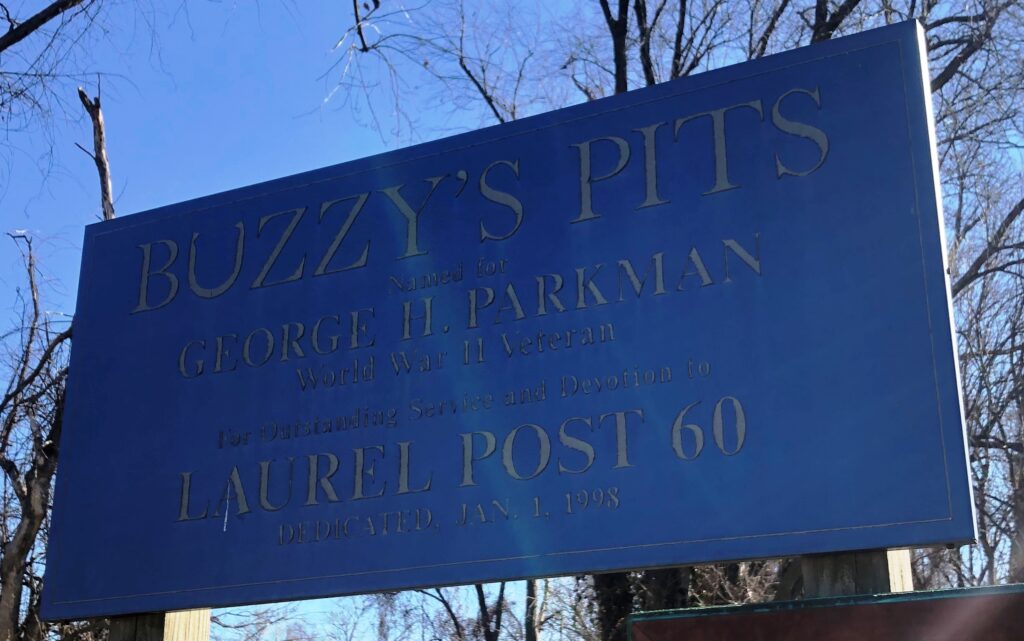 BUZZY'S PITS
Named for
GEORGE H. PARKMAN
World War II Veteran
For Outstanding Service and Devotion to
LAUREL POST 60
DEDICATED, JAN. 1, 1998